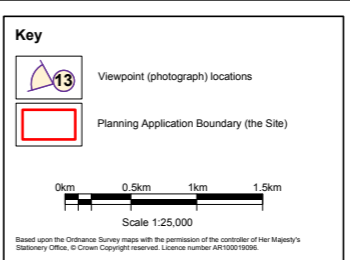 Key
13 Viewpoint (photograph) locations
Planning Application Boundary (the Site)
0km 0.5km 1km 1.5km
Scale 1:25,000
Based upon the Ordnance Survey maps with the permission of the controller of Her Majesty's
Stationery Office, © Crown Copyright reserved. Licence number AR100019096.